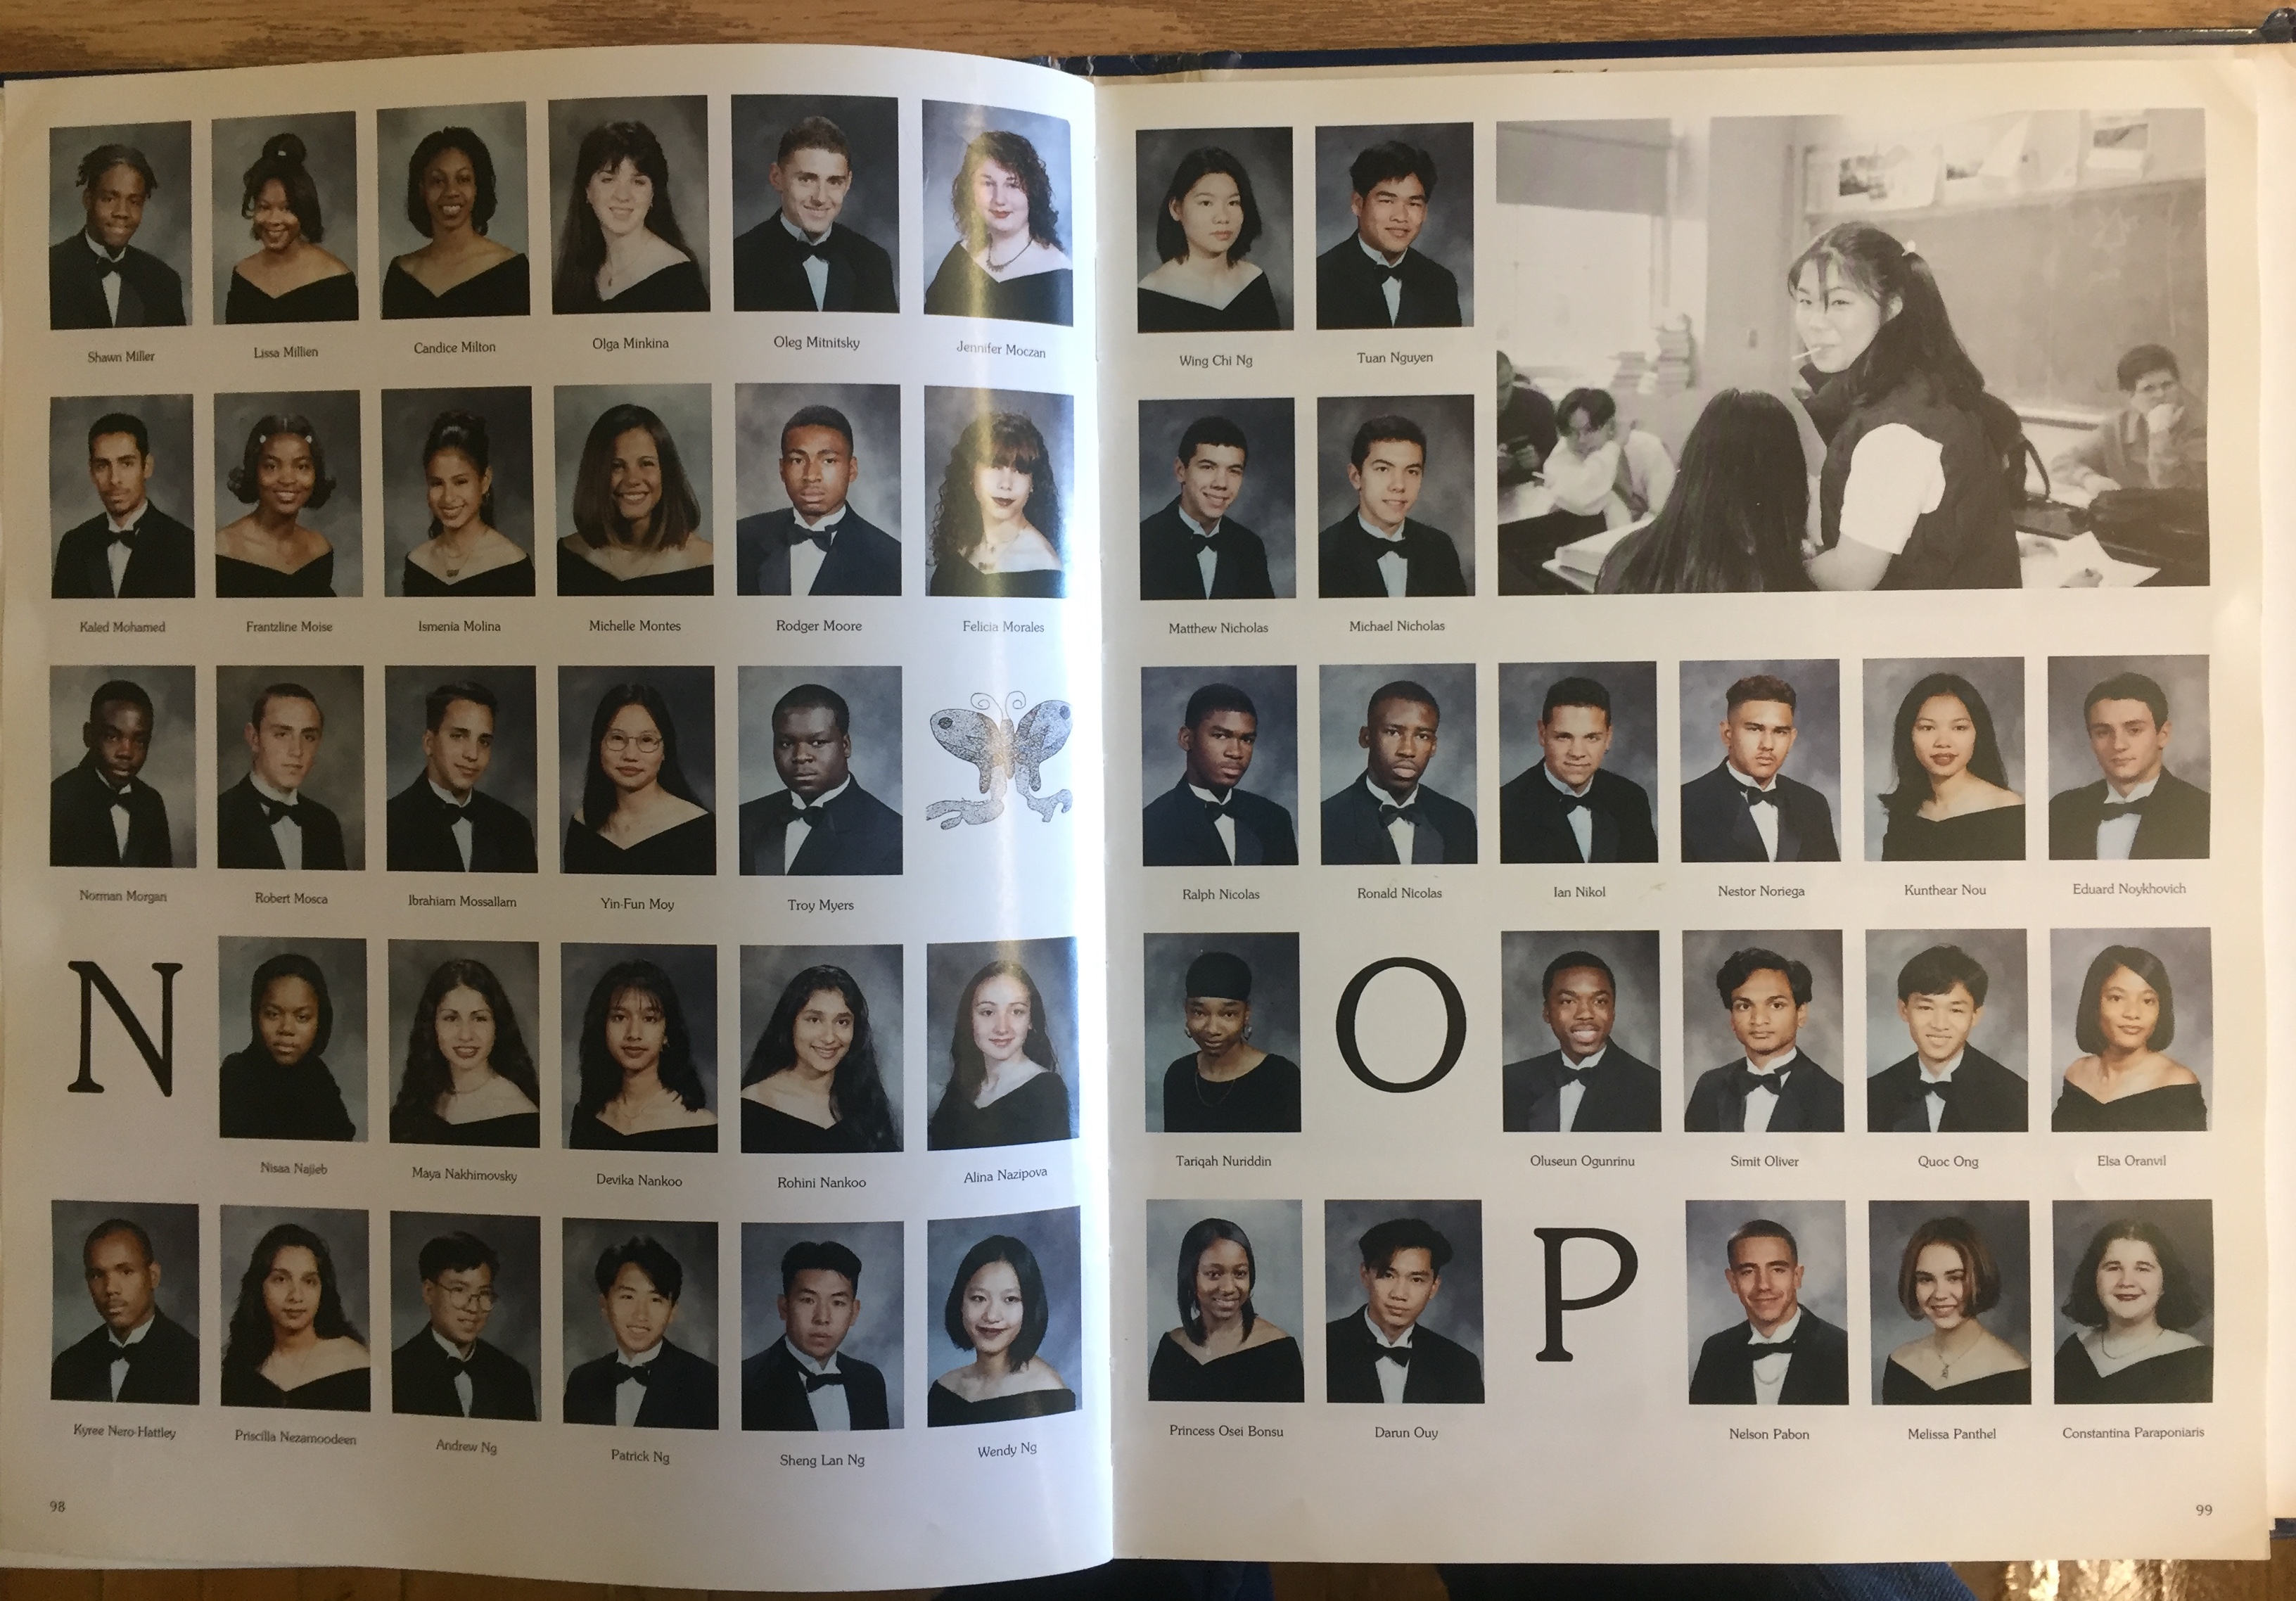 Shawn Miller
Lissa Millien
Candice Milton
Olga Minkina
Oleg Mitnitsky
Jennifer Moczan
Kaled Mohamed
Frantzline Moise
Ismenia Molina
Michelle Montes
Rodger Moore
Felicia Morales
Norman Morgan
Robert Mosca
Ibrahiam Mossallam
Yin-Fun Moy
Troy Myers
N
Nisaa Najieb
Maya Nakhimovsky
Devika Nankoo
Rohini Nankoo
Alina Nazipova
Kyree Nero-Hattley
Priscilla Nezamoodeen
Andrew Ng
Patrick Ng
Sheng Lan Ng
Wendy Ng
98
Wing Chi Ng
Tuan Nguyen
Matthew Nicholas
Michael Nicholas
Ralph Nicolas
Ronald Nicolas
Ian Nikol
Nestor Noriega
Kunthear Nou
Eduard Noykhovich
Tariqah Nuriddin
O
Oluseun Ogunrinu
Simit Oliver
Quoc Ong
Elsa Oranvil
Princess Osei Bonsu
Darun Ouy
P
Nelson Pabon
Melissa Panthel
Constantina Paraponiaris
99